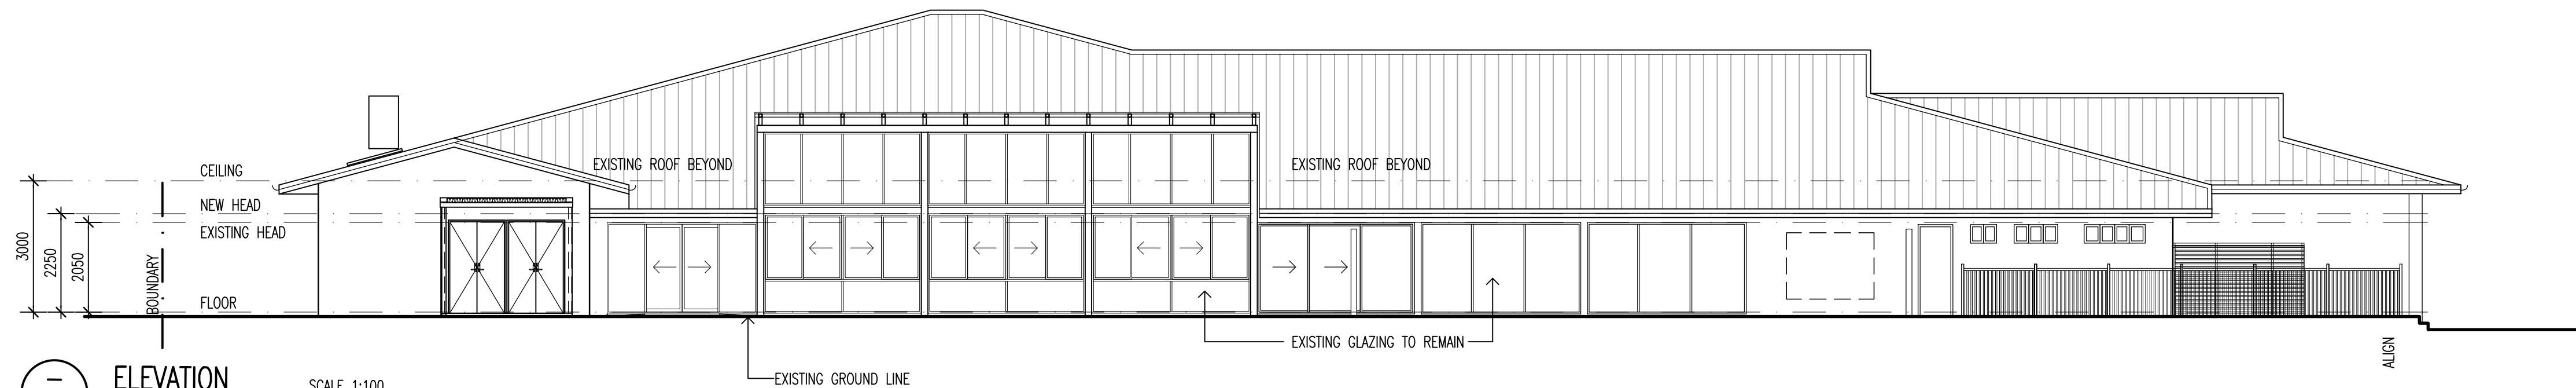 EXISTING ROOF BEYOND
EXISTING ROOF BEYOND
CEILING
NEW HEAD
EXISTING HEAD
3000
2250
2050
BOUNDARY
FLOOR
EXISTING GLAZING TO REMAIN
ALIGN
EXISTING GROUND LINE
ELEVATION
SCALE 1:100